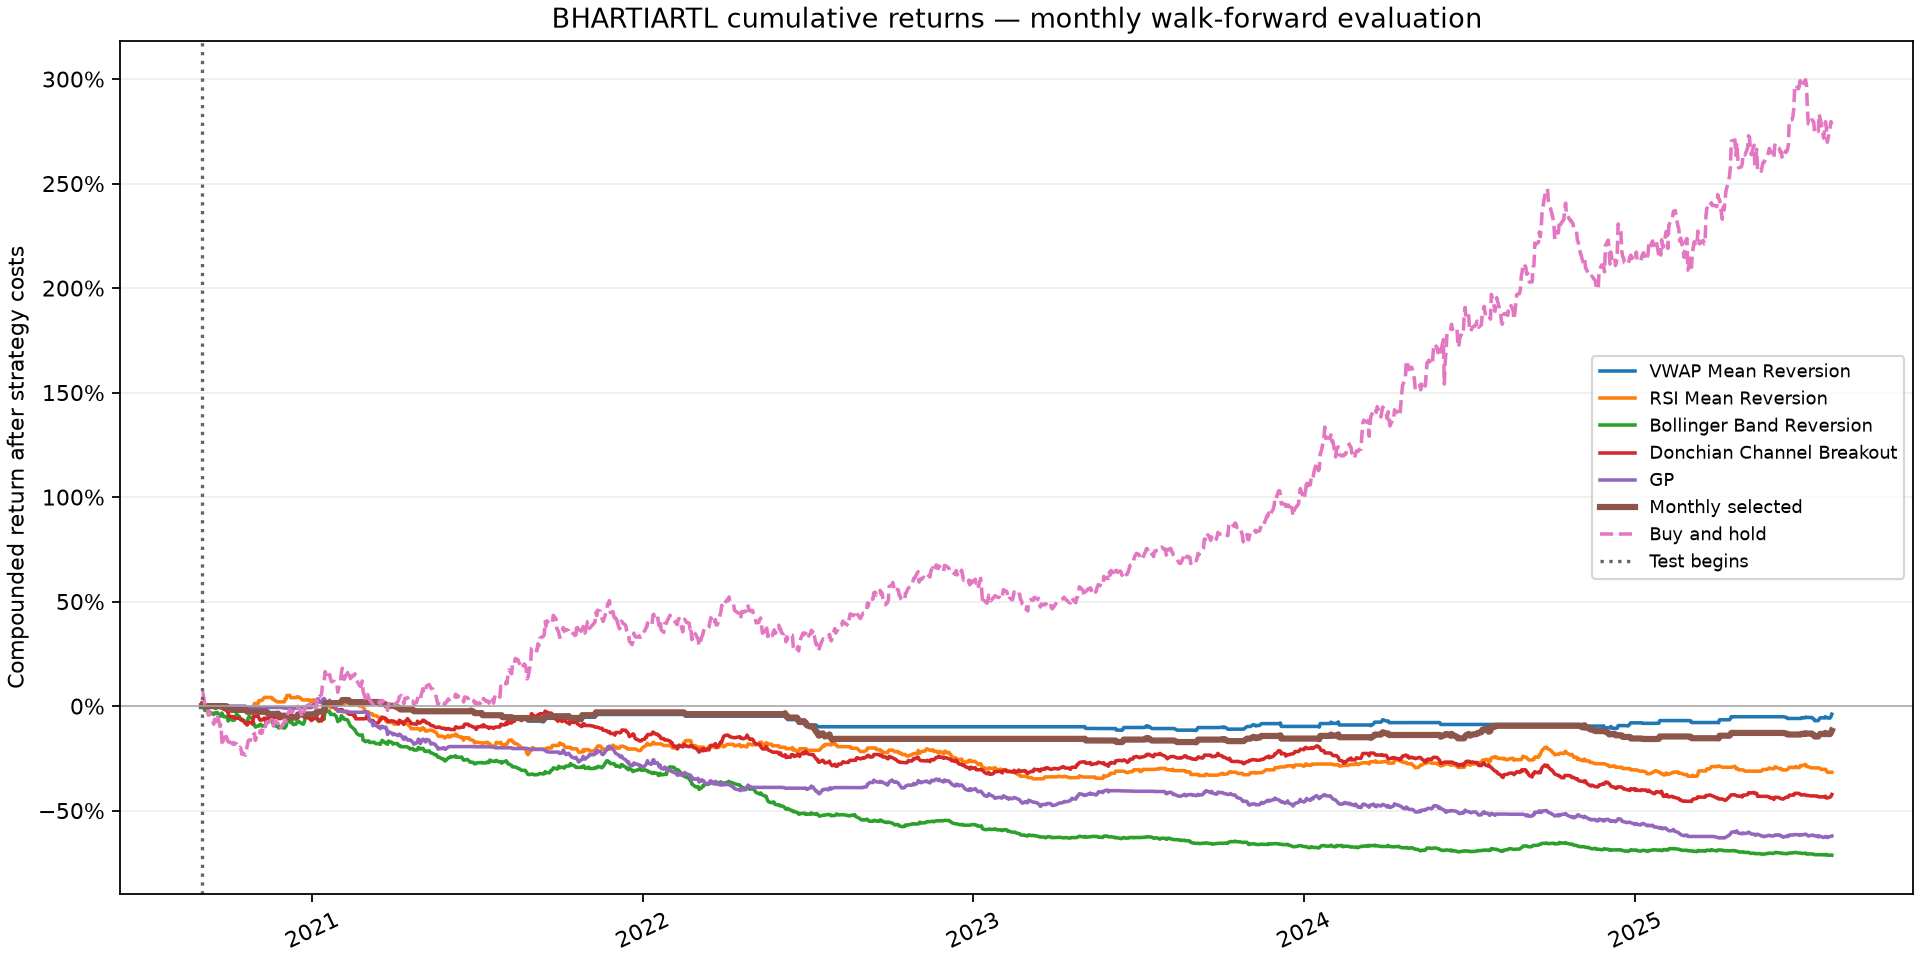 BHARTIARTL cumulative returns — monthly walk-forward evaluation
Compounded return after strategy costs
300%
250%
200%
150%
100%
50%
0%
−50%
VWAP Mean Reversion
RSI Mean Reversion
Bollinger Band Reversion
Donchian Channel Breakout
GP
Monthly selected
Buy and hold
Test begins
2021
2022
2023
2024
2025